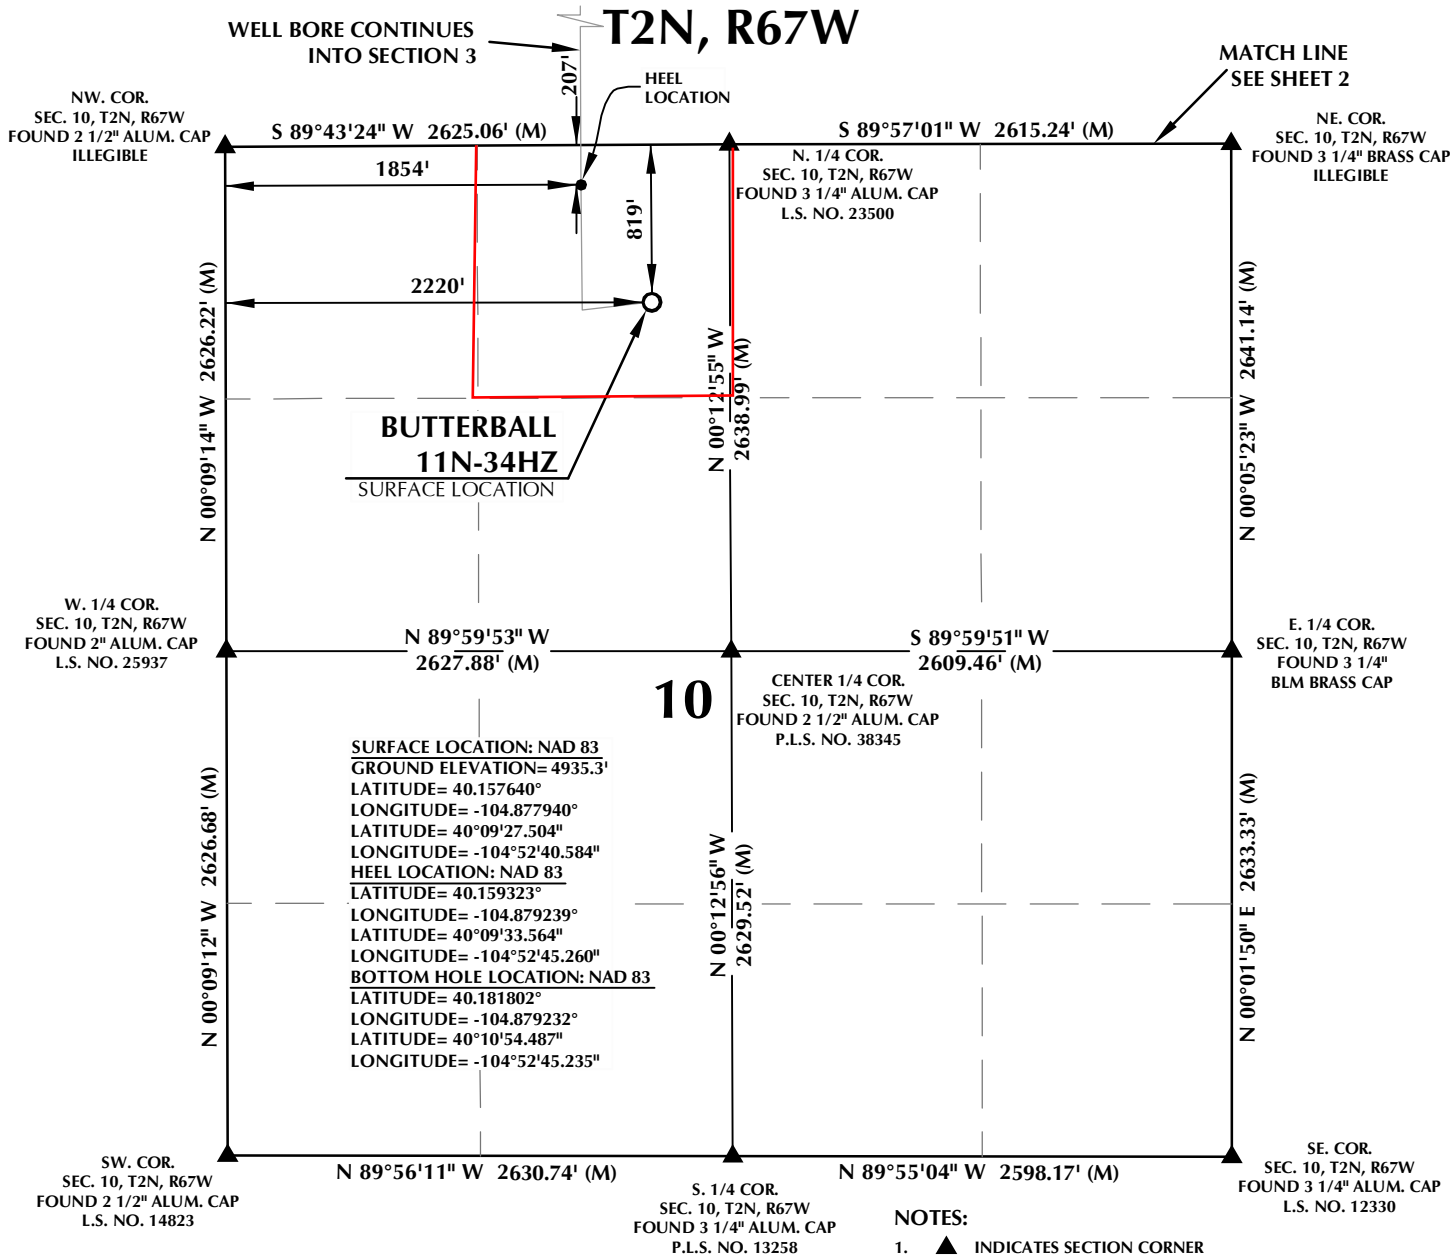 T2N, R67W
WELL BORE CONTINUES
INTO SECTION 3
207'
HEEL
LOCATION
MATCH LINE
SEE SHEET 2
NW. COR.
SEC. 10, T2N, R67W
FOUND 2 1/2" ALUM. CAP
ILLEGIBLE
S 89°43'24" W 2625.06' (M)
S 89°57'01" W 2615.24' (M)
NE. COR.
SEC. 10, T2N, R67W
FOUND 3 1/4" BRASS CAP
ILLEGIBLE
N. 1/4 COR.
SEC. 10, T2N, R67W
FOUND 3 1/4" ALUM. CAP
L.S. NO. 23500
1854'
819'
2220'
N 00°09'14" W 2626.22' (M)
N 00°12'55" W
2638.99' (M)
N 00°05'23" W 2641.14' (M)
BUTTERBALL
11N-34HZ
SURFACE LOCATION
W. 1/4 COR.
SEC. 10, T2N, R67W
FOUND 2" ALUM. CAP
L.S. NO. 25937
N 89°59'53" W
2627.88' (M)
S 89°59'51" W
2609.46' (M)
E. 1/4 COR.
SEC. 10, T2N, R67W
FOUND 3 1/4"
BLM BRASS CAP
10
CENTER 1/4 COR.
SEC. 10, T2N, R67W
FOUND 2 1/2" ALUM. CAP
P.L.S. NO. 38345
SURFACE LOCATION: NAD 83
GROUND ELEVATION= 4935.3'
LATITUDE= 40.157640°
LONGITUDE= -104.877940°
LATITUDE= 40°09'27.504"
LONGITUDE= -104°52'40.584"
HEEL LOCATION: NAD 83
LATITUDE= 40.159323°
LONGITUDE= -104.879239°
LATITUDE= 40°09'33.564"
LONGITUDE= -104°52'45.260"
BOTTOM HOLE LOCATION: NAD 83
LATITUDE= 40.181802°
LONGITUDE= -104.879232°
LATITUDE= 40°10'54.487"
LONGITUDE= -104°52'45.235"
N 00°09'12" W 2626.68' (M)
N 00°12'56" W
2629.52' (M)
N 00°01'50" E 2633.33' (M)
SW. COR.
SEC. 10, T2N, R67W
FOUND 2 1/2" ALUM. CAP
L.S. NO. 14823
N 89°56'11" W 2630.74' (M)
N 89°55'04" W 2598.17' (M)
S. 1/4 COR.
SEC. 10, T2N, R67W
FOUND 3 1/4" ALUM. CAP
P.L.S. NO. 13258
SE. COR.
SEC. 10, T2N, R67W
FOUND 3 1/4" ALUM. CAP
L.S. NO. 12330
NOTES:
1. ▲ INDICATES SECTION CORNER